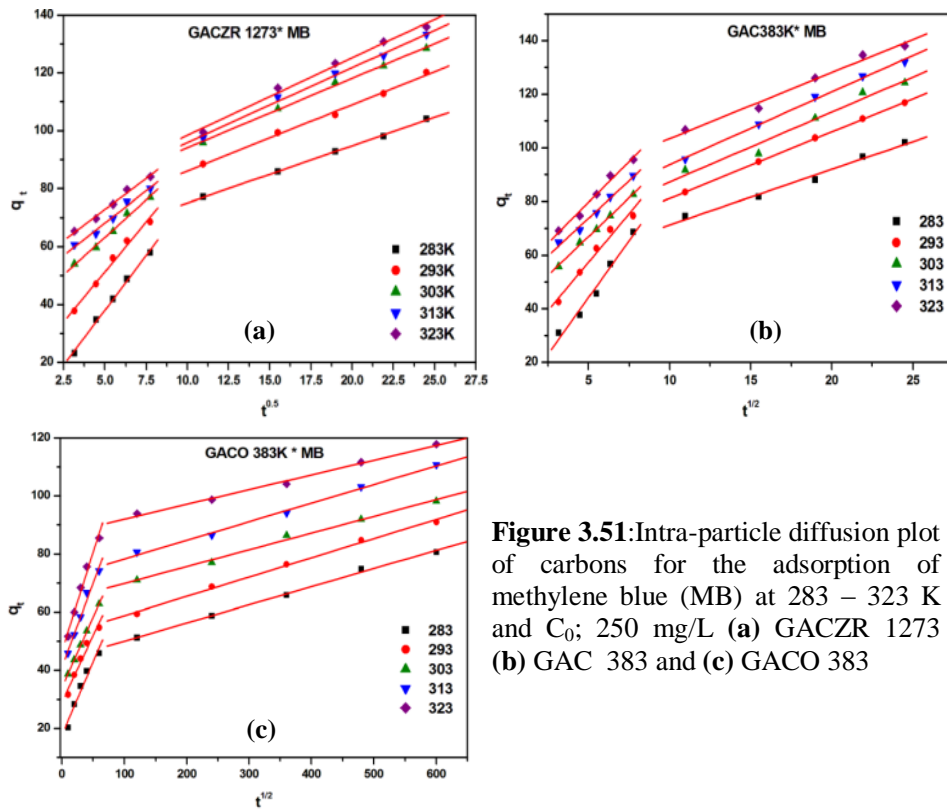 GACZR 1273* MB
140
120
100
80
60
40
20
q t
283K
293K
303K
313K
323K
(a)
2.5 5.0 7.5 10.0 12.5 15.0 17.5 20.0 22.5 25.0 27.5
t0.5
GAC383K* MB
140
120
100
80
60
40
20
q t
283
293
303
313
323
(b)
5 10 15 20 25
t1/2
GACO 383K * MB
120
100
80
60
40
20
q t
283
293
303
313
323
(c)
0 100 200 300 400 500 600
t1/2
Figure 3.51:Intra-particle diffusion plot
of carbons for the adsorption of
methylene blue (MB) at 283 – 323 K
and C0; 250 mg/L (a) GACZR 1273
(b) GAC 383 and (c) GACO 383